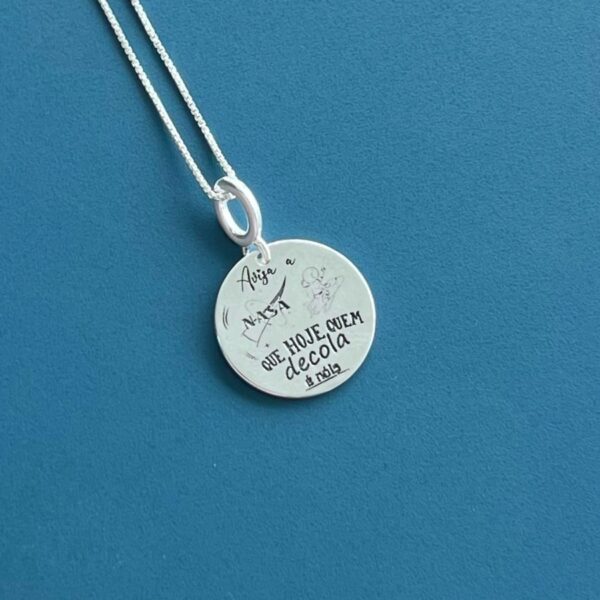 Avisa a
NASA
QUE HOJE QUEM
decola
é nóis